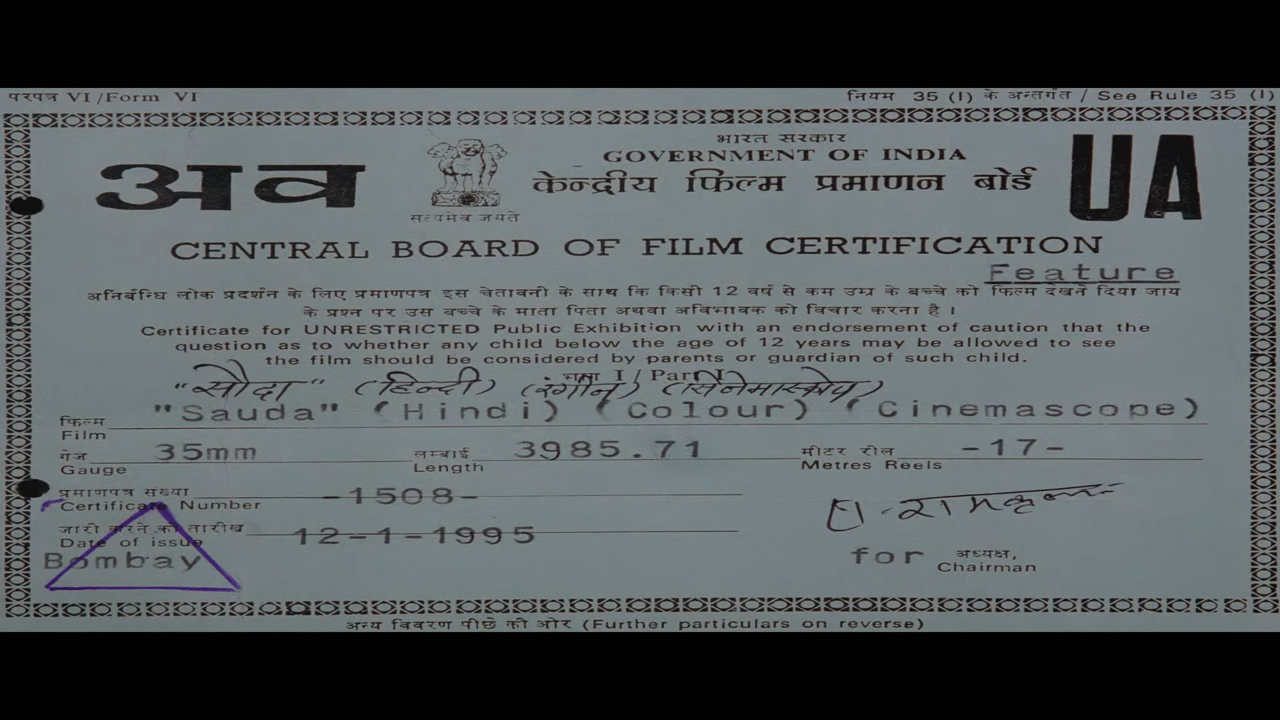 परपत्र VI/Form VI
नियम 35 (I) के अन्तर्गत / See Rule 35 (I)
भारत सरकार
GOVERNMENT OF INDIA
अव
केन्द्रीय फिल्म प्रमाणन बोर्ड
UA
सत्यमेव जयते
CENTRAL BOARD OF FILM CERTIFICATION
Feature
अनिर्बन्धि लोक प्रदर्शन के लिए प्रमाणपत्र इस चेतावनी के साथ कि किसी 12 वर्ष से कम उम्र के बच्चे को फिल्म देखने दिया जाय
के प्रश्न पर उस बच्चे के माता पिता अथवा अविभावक को विचार करना है ।
Certificate for UNRESTRICTED Public Exhibition with an endorsement of caution that the
question as to whether any child below the age of 12 years may be allowed to see
the film should be considered by parents or guardian of such child.
भाग I / Part I
"सौदा" (हिन्दी) (रंगीन) (सिनेमास्कोप)
फिल्म "Sauda" (Hindi) (Colour) (Cinemascope)
Film
गेज 35mm लम्बाई 3985.71 मीटर रील -17-
Gauge Length Metres Reels
प्रमाणपत्र संख्या -1508-
Certificate Number
जारी करने की तारीख 12-1-1995
Date of issue
Bombay
for अध्यक्ष,
Chairman
अन्य विवरण पीछे की ओर (Further particulars on reverse)